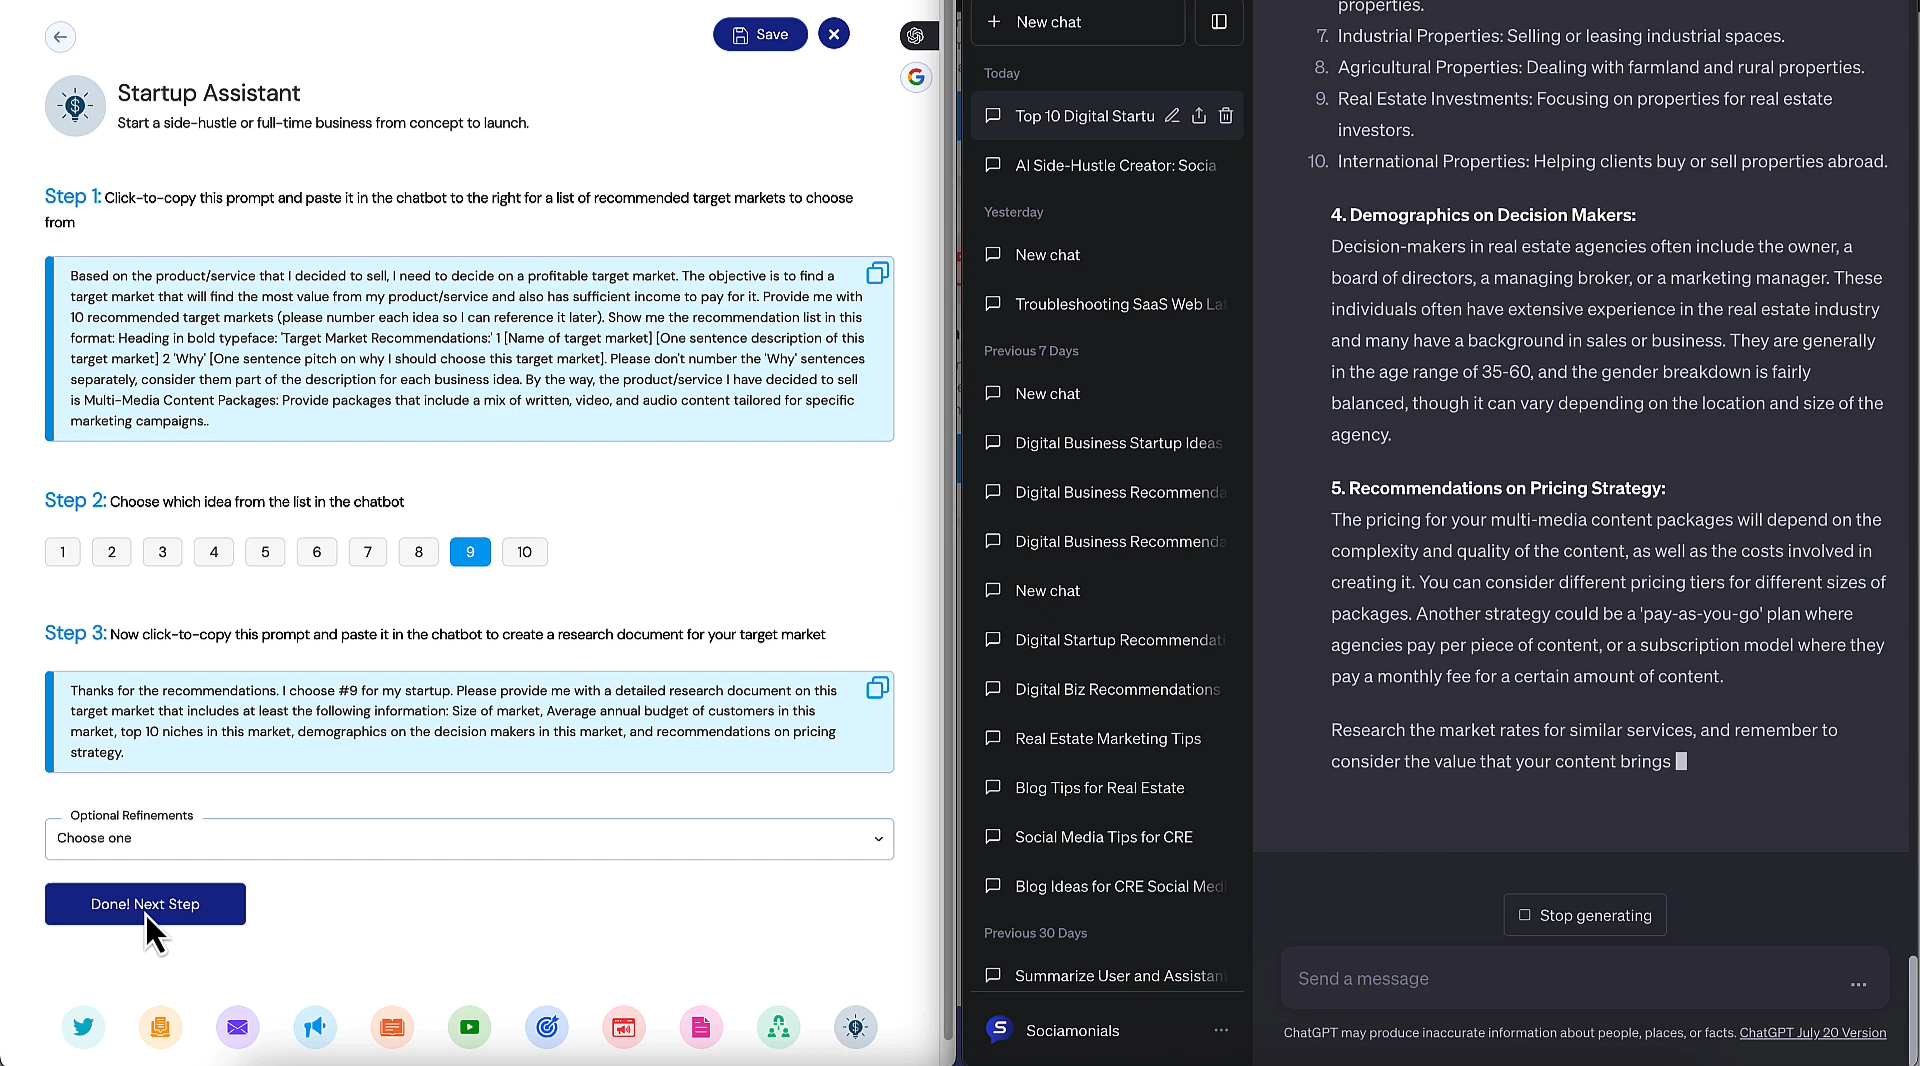 Save
Startup Assistant
Start a side-hustle or full-time business from concept to launch.
Step 1: Click-to-copy this prompt and paste it in the chatbot to the right for a list of recommended target markets to choose
from
Based on the product/service that I decided to sell, I need to decide on a profitable target market. The objective is to find a
target market that will find the most value from my product/service and also has sufficient income to pay for it. Provide me with
10 recommended target markets (please number each idea so I can reference it later). Show me the recommendation list in this
format: Heading in bold typeface: 'Target Market Recommendations:' 1 [Name of target market] [One sentence description of this
target market] 2 'Why' [One sentence pitch on why I should choose this target market]. Please don't number the 'Why' sentences
separately, consider them part of the description for each business idea. By the way, the product/service I have decided to sell
is Multi-Media Content Packages: Provide packages that include a mix of written, video, and audio content tailored for specific
marketing campaigns..
Step 2: Choose which idea from the list in the chatbot
1 2 3 4 5 6 7 8 9 10
Step 3: Now click-to-copy this prompt and paste it in the chatbot to create a research document for your target market
Thanks for the recommendations. I choose #9 for my startup. Please provide me with a detailed research document on this
target market that includes at least the following information: Size of market, Average annual budget of customers in this
market, top 10 niches in this market, demographics on the decision makers in this market, and recommendations on pricing
strategy.
Optional Refinements
Choose one
Done! Next Step
New chat
Today
Top 10 Digital Startu
AI Side-Hustle Creator: Socia
Yesterday
New chat
Troubleshooting SaaS Web La
Previous 7 Days
New chat
Digital Business Startup Ideas
Digital Business Recommenda
Digital Business Recommenda
New chat
Digital Startup Recommendati
Digital Biz Recommendations
Real Estate Marketing Tips
Blog Tips for Real Estate
Social Media Tips for CRE
Blog Ideas for CRE Social Med
Previous 30 Days
Summarize User and Assistan
Sociamonials
properties.
7. Industrial Properties: Selling or leasing industrial spaces.
8. Agricultural Properties: Dealing with farmland and rural properties.
9. Real Estate Investments: Focusing on properties for real estate
investors.
10. International Properties: Helping clients buy or sell properties abroad.
4. Demographics on Decision Makers:
Decision-makers in real estate agencies often include the owner, a
board of directors, a managing broker, or a marketing manager. These
individuals often have extensive experience in the real estate industry
and many have a background in sales or business. They are generally
in the age range of 35-60, and the gender breakdown is fairly
balanced, though it can vary depending on the location and size of the
agency.
5. Recommendations on Pricing Strategy:
The pricing for your multi-media content packages will depend on the
complexity and quality of the content, as well as the costs involved in
creating it. You can consider different pricing tiers for different sizes of
packages. Another strategy could be a 'pay-as-you-go' plan where
agencies pay per piece of content, or a subscription model where they
pay a monthly fee for a certain amount of content.
Research the market rates for similar services, and remember to
consider the value that your content brings
Stop generating
Send a message
ChatGPT may produce inaccurate information about people, places, or facts. ChatGPT July 20 Version